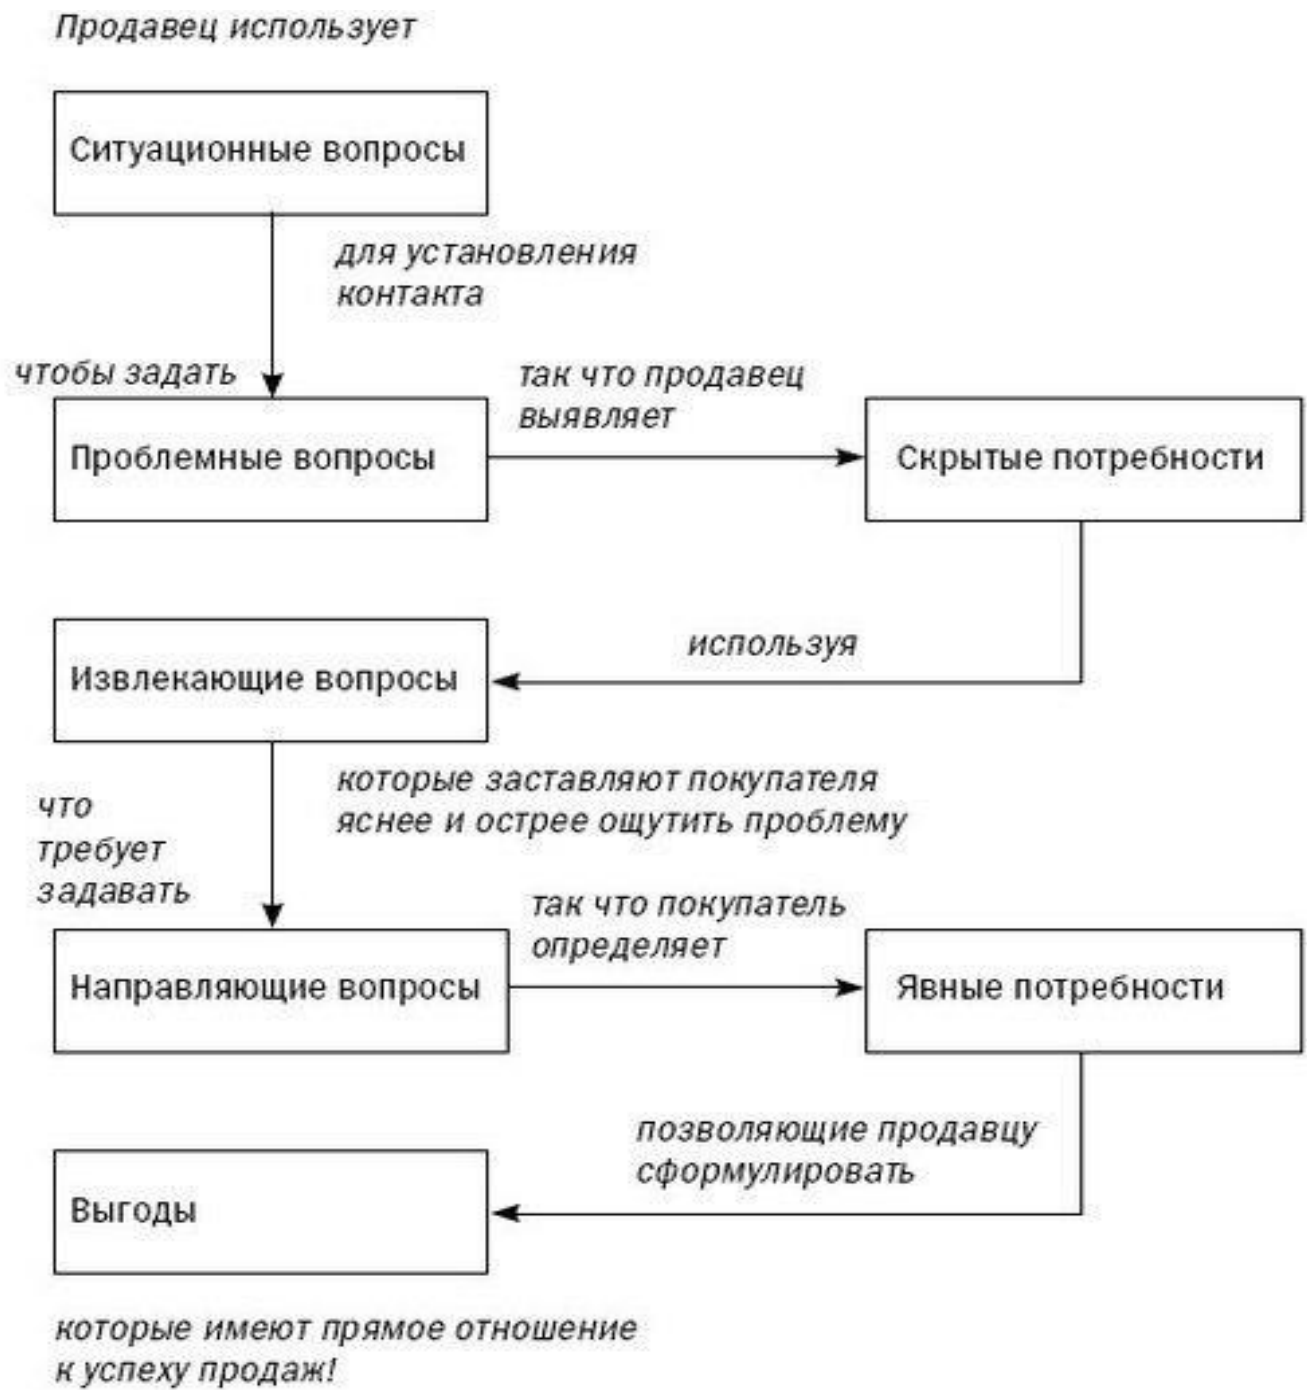 Продавец использует
Ситуационные вопросы
для установления
контакта
чтобы задать
Проблемные вопросы
так что продавец
выявляет
Скрытые потребности
используя
Извлекающие вопросы
которые заставляют покупателя
яснее и острее ощутить проблему
что
требует
задавать
Направляющие вопросы
так что покупатель
определяет
Явные потребности
позволяющие продавцу
сформулировать
Выгоды
которые имеют прямое отношение
к успеху продаж!